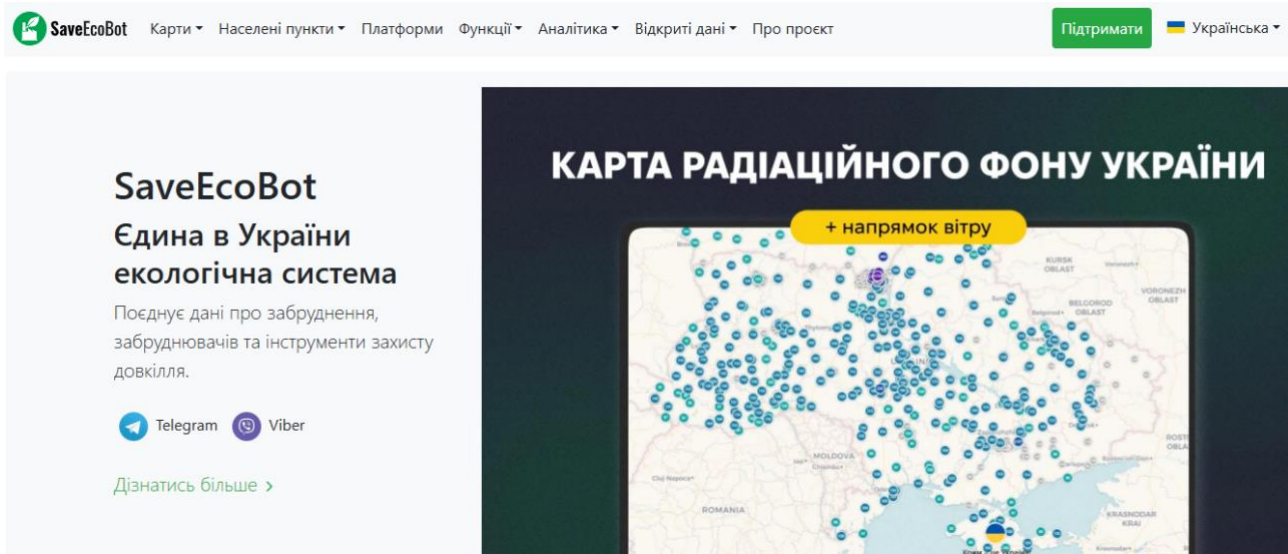 SaveEcoBot Карти Населені пункти Платформи Функції Аналітика Відкриті дані Про проєкт Підтримати Українська
SaveEcoBot
Єдина в Україні
екологічна система
Поєднує дані про забруднення,
забруднювачів та інструменти захисту
довкілля.
Telegram Viber
Дізнатись більше >
КАРТА РАДІАЦІЙНОГО ФОНУ УКРАЇНИ
+ напрямок вітру
KURSK
OBLAST
VORONEZH
OBLAST
BELGOROD
OBLAST
MOLDOVA
ROMANIA
KRASNODAR
KRAI